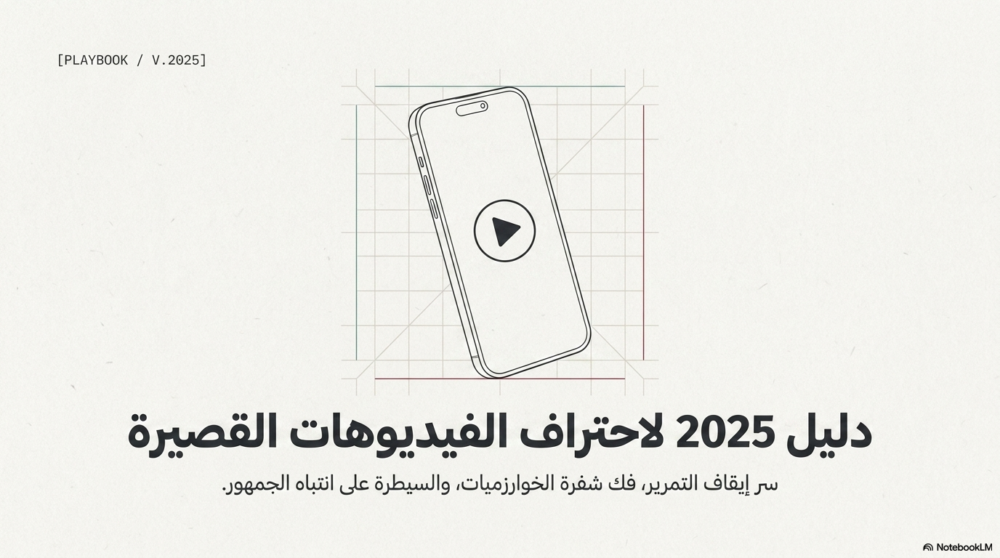 [PLAYBOOK / V.2025]
دليل 2025 لاحتراف الفيديوهات القصيرة
سر إيقاف التمرير، فك شفرة الخوارزميات، والسيطرة على انتباه الجمهور.
NotebookLM